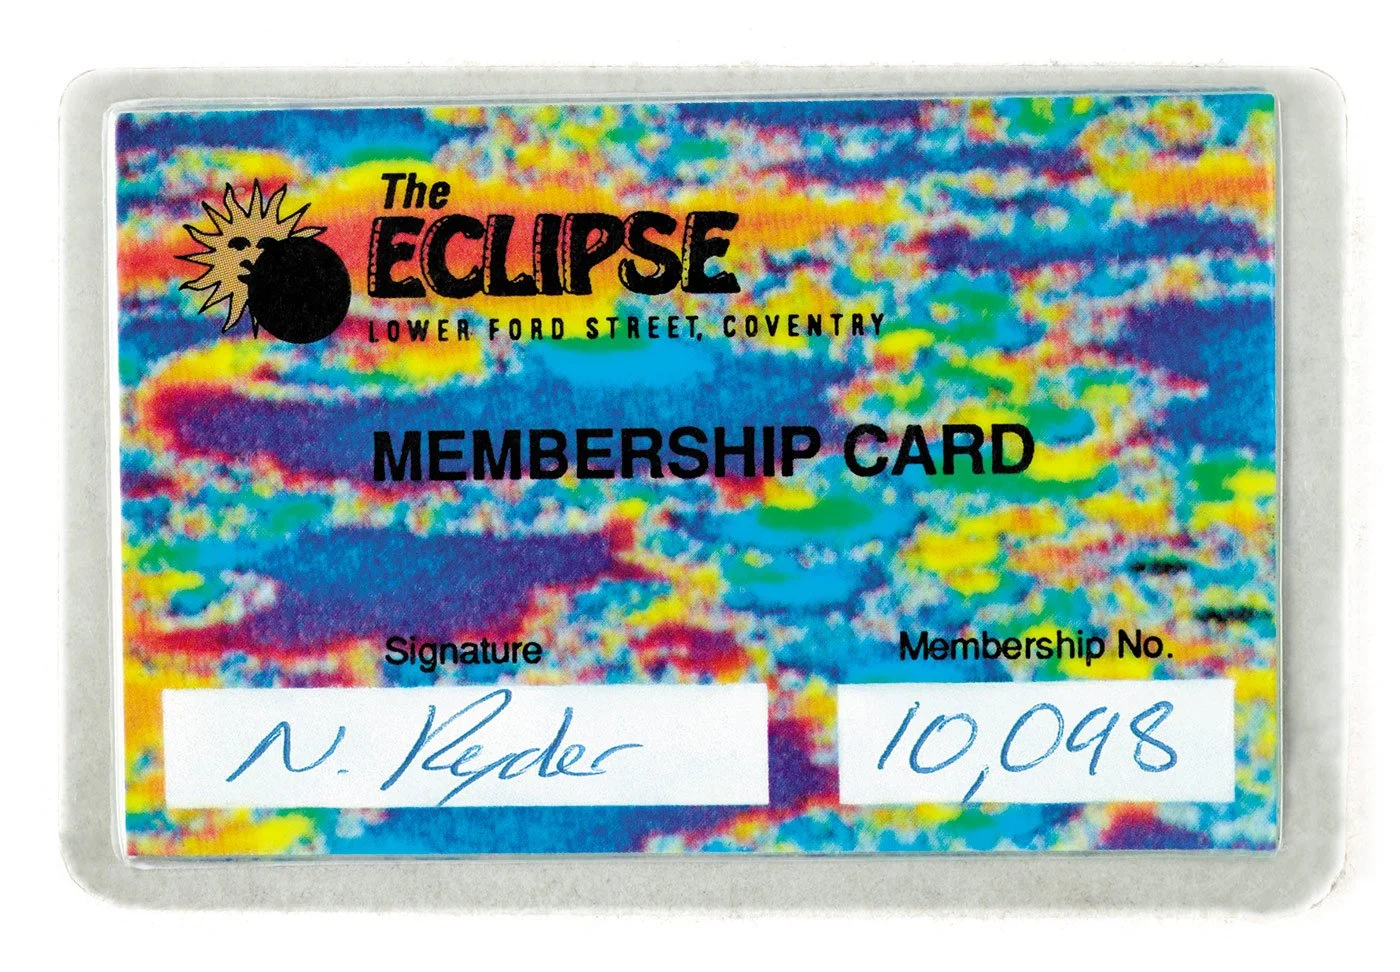 The
ECLIPSE
LOWER FORD STREET, COVENTRY
MEMBERSHIP CARD
Signature
Membership No.
N. Ryder
10,098